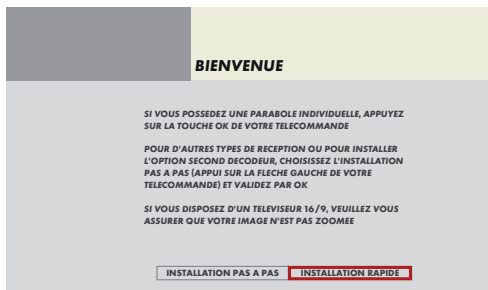 BIENVENUE
SI VOUS POSSEDEZ UNE PARABOLE INDIVIDUELLE, APPUYEZ
SUR LA TOUCHE OK DE VOTRE TELECOMMANDE
POUR D'AUTRES TYPES DE RECEPTION OU POUR INSTALLER
L'OPTION SECOND DECODEUR, CHOISISSEZ L'INSTALLATION
PAS A PAS (APPUI SUR LA FLECHE GAUCHE DE VOTRE
TELECOMMANDE) ET VALIDEZ PAR OK
SI VOUS DISPOSEZ D'UN TELEVISEUR 16/9, VEUILLEZ VOUS
ASSURER QUE VOTRE IMAGE N'EST PAS ZOOMEE
INSTALLATION PAS A PAS INSTALLATION RAPIDE